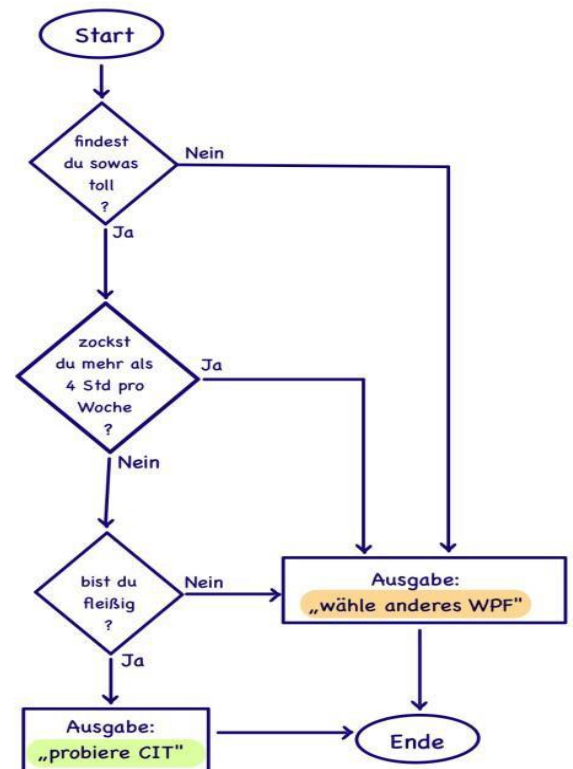 Start
findest
du sowas
toll
?
Nein
Ja
zockst
du mehr als
4 Std pro
Woche
?
Ja
Nein
bist du
fleißig
?
Nein
Ja
Ausgabe:
„wähle anderes WPF"
Ausgabe:
„probiere CIT"
Ende